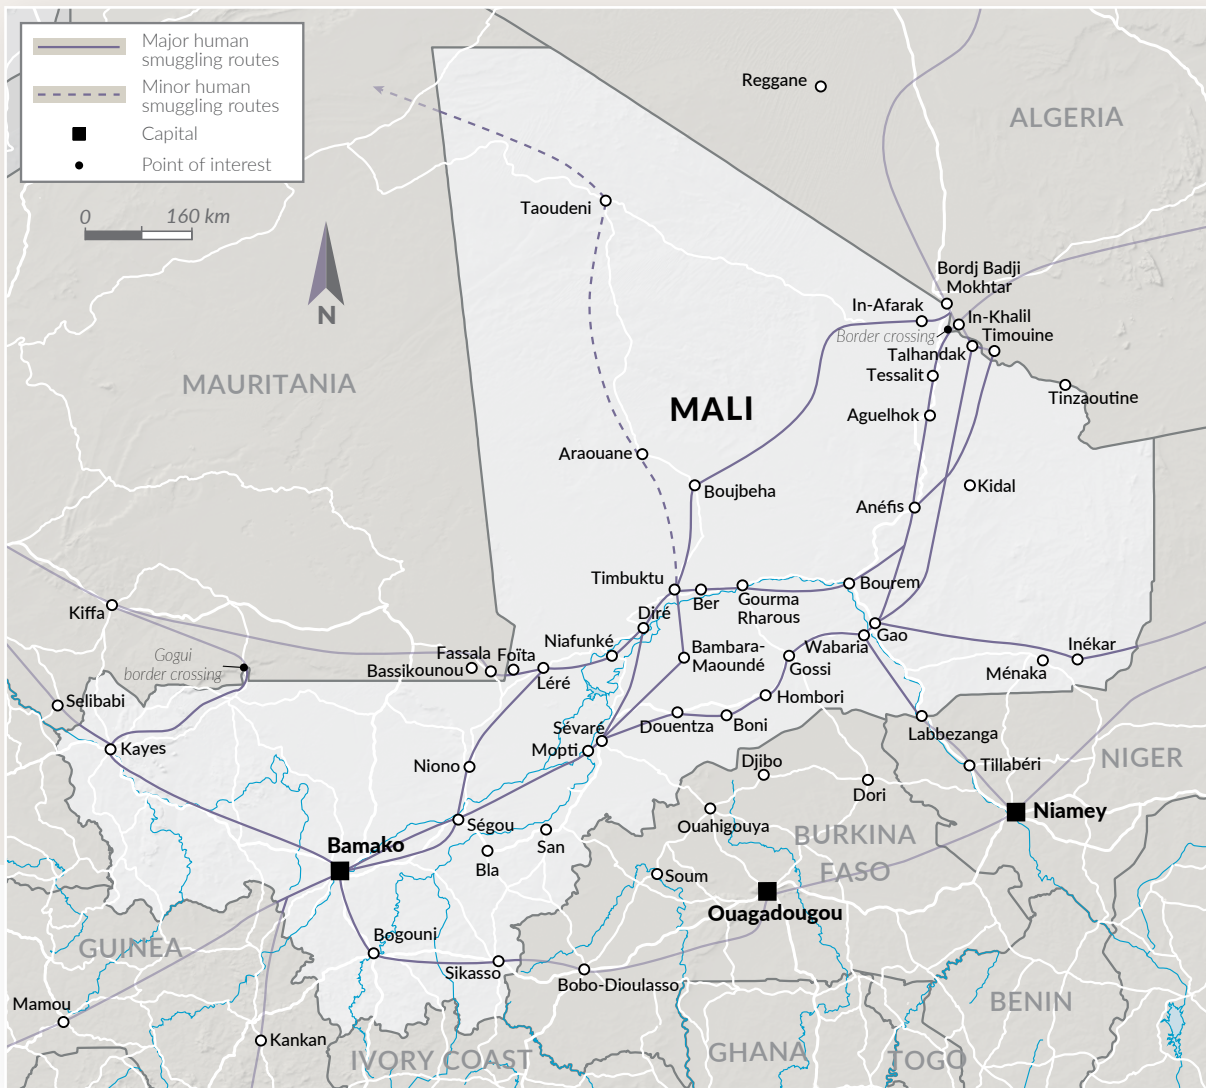 Major human
smuggling routes
Minor human
smuggling routes
Capital
Point of interest
0 160 km
N
Reggane
ALGERIA
Taoudeni
Bordj Badji
Mokhtar
In-Afarak
In-Khalil
Border crossing
Timouine
Talhandak
Tessalit
MAURITANIA
Tinzaoutine
MALI
Aguelhok
Araouane
Boujbeha
Kidal
Anéfis
Timbuktu
Bourem
Ber
Gourma
Rharous
Kiffa
Diré
Niafunké
Wabaria
Gao
Gogui
border crossing
Fassala
Foïta
Bassikounou
Léré
Bambara-
Maoundé
Gossi
Inékar
Ménaka
Selibabi
Hombori
Kayes
Sévaré
Mopti
Douentza
Boni
Labbezanga
Niono
Djibo
Tillabéri
NIGER
Dori
Ségou
Ouahigouya
Niamey
Bamako
San
BURKINA
FASO
Bla
Soum
Ouagadougou
Bogouni
GUINEA
Sikasso
Bobo-Dioulasso
Mamou
BENIN
Kankan
IVORY COAST
GHANA
TOGO